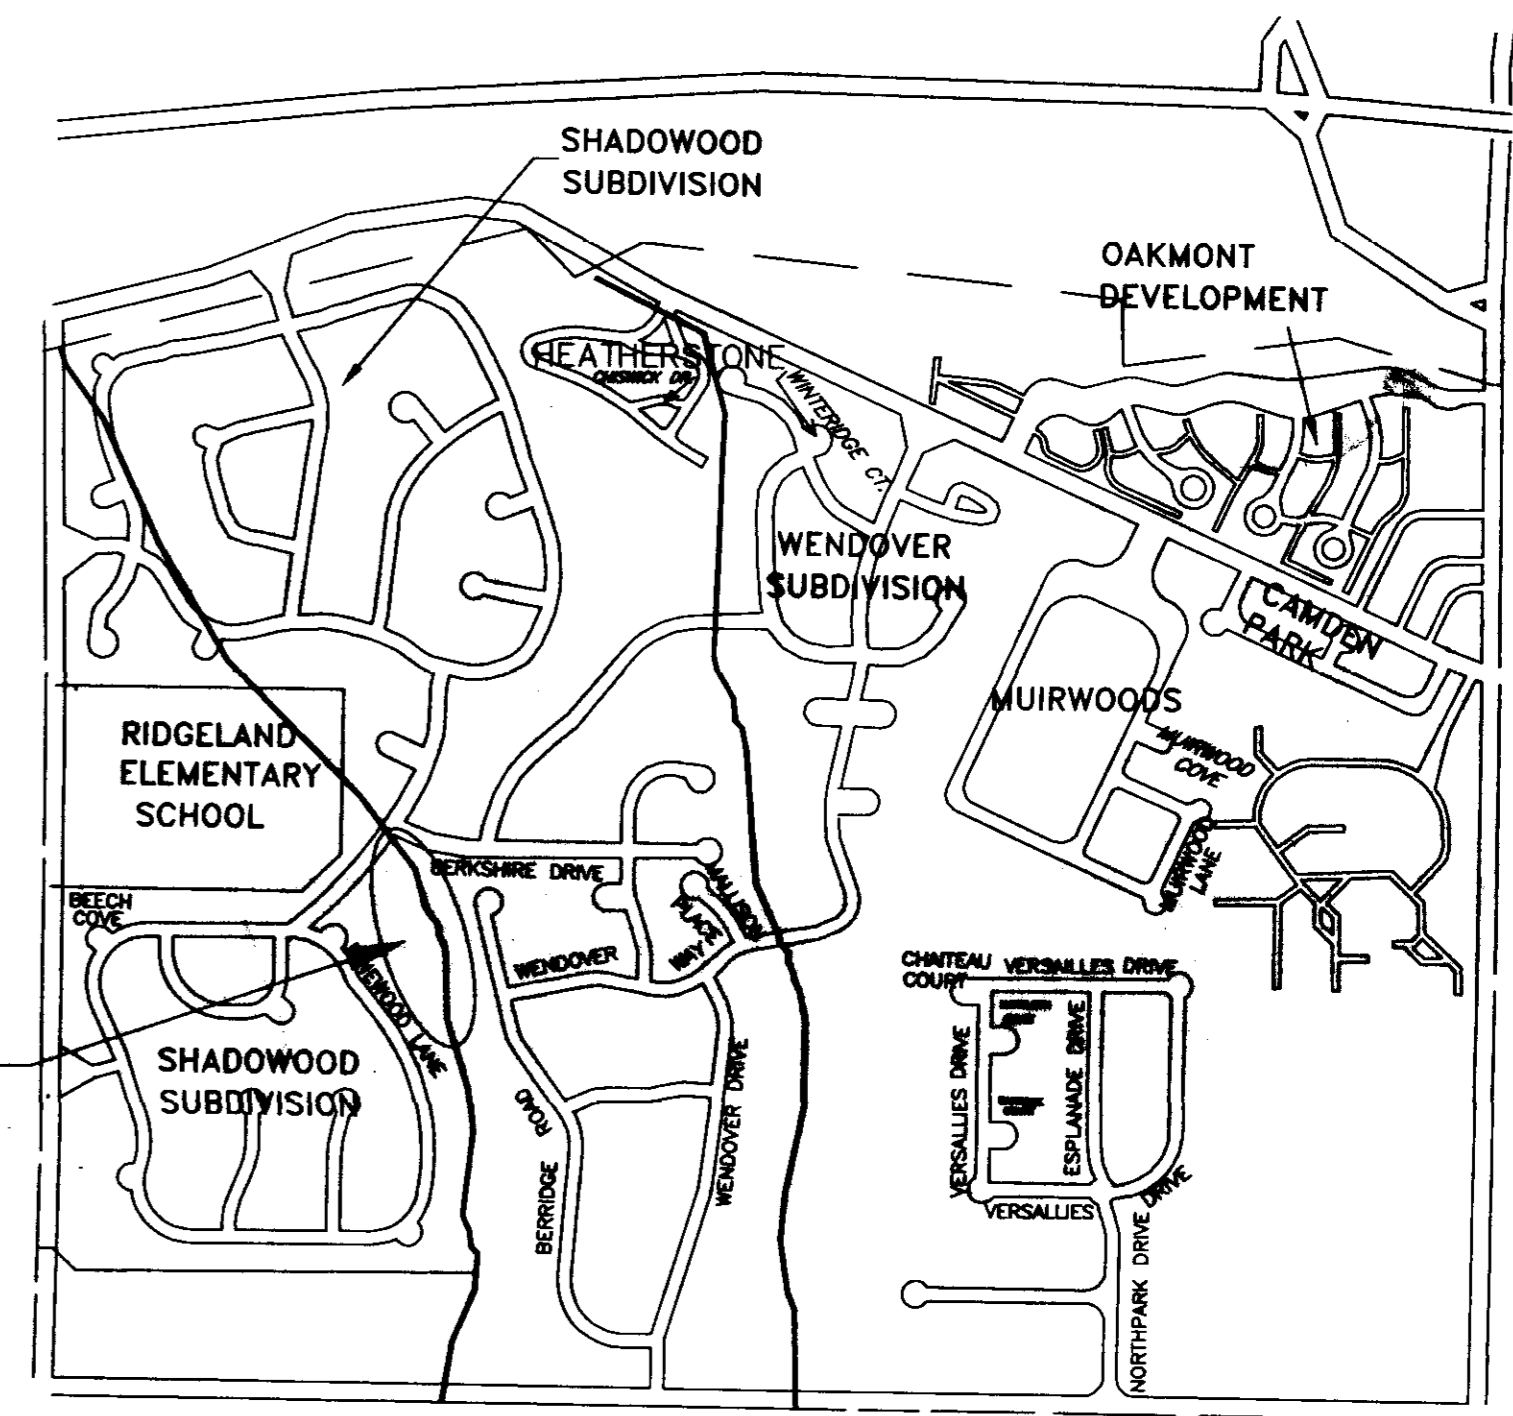 SHADOWOOD
SUBDIVISION
OAKMONT
DEVELOPMENT
HEATHERSTONE
CHISWICK DR.
WINTERIDGE CT.
WENDOVER
SUBDIVISION
CAMDEN
PARK
MUIRWOODS
RIDGELAND
ELEMENTARY
SCHOOL
MUIRWOOD
COVE
MUIRWOOD
LANE
BERKSHIRE DRIVE
BEECH
COVE
PLACE
WAY
WENDOVER
CHAITEAU
COURT
VERSAILLES DRIVE
LANE
SHADOWOOD
SUBDIVISION
ROAD
BERRIDGE
WENDOVER DRIVE
VERSALLIES DRIVE
ESPLANADE DRIVE
VERSALLIES
DRIVE
NORTHPARK DRIVE